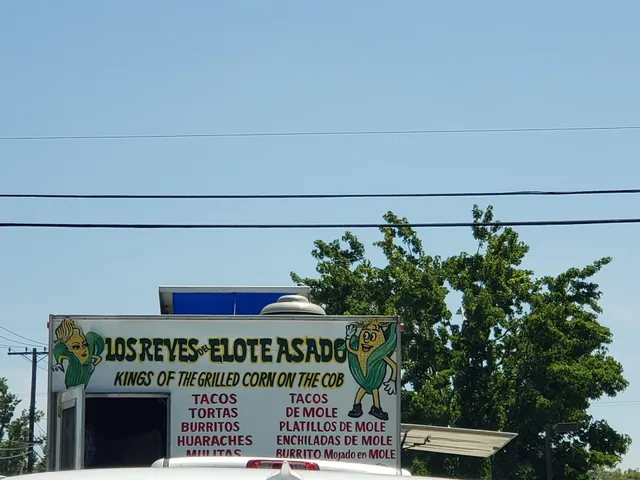 LOS REYES DEL ELOTE ASADO
KINGS OF THE GRILLED CORN ON THE COB
TACOS
TORTAS
BURRITOS
HUARACHES
MULITAS
TACOS
DE MOLE
PLATILLOS DE MOLE
ENCHILADAS DE MOLE
BURRITO Mojado en MOLE